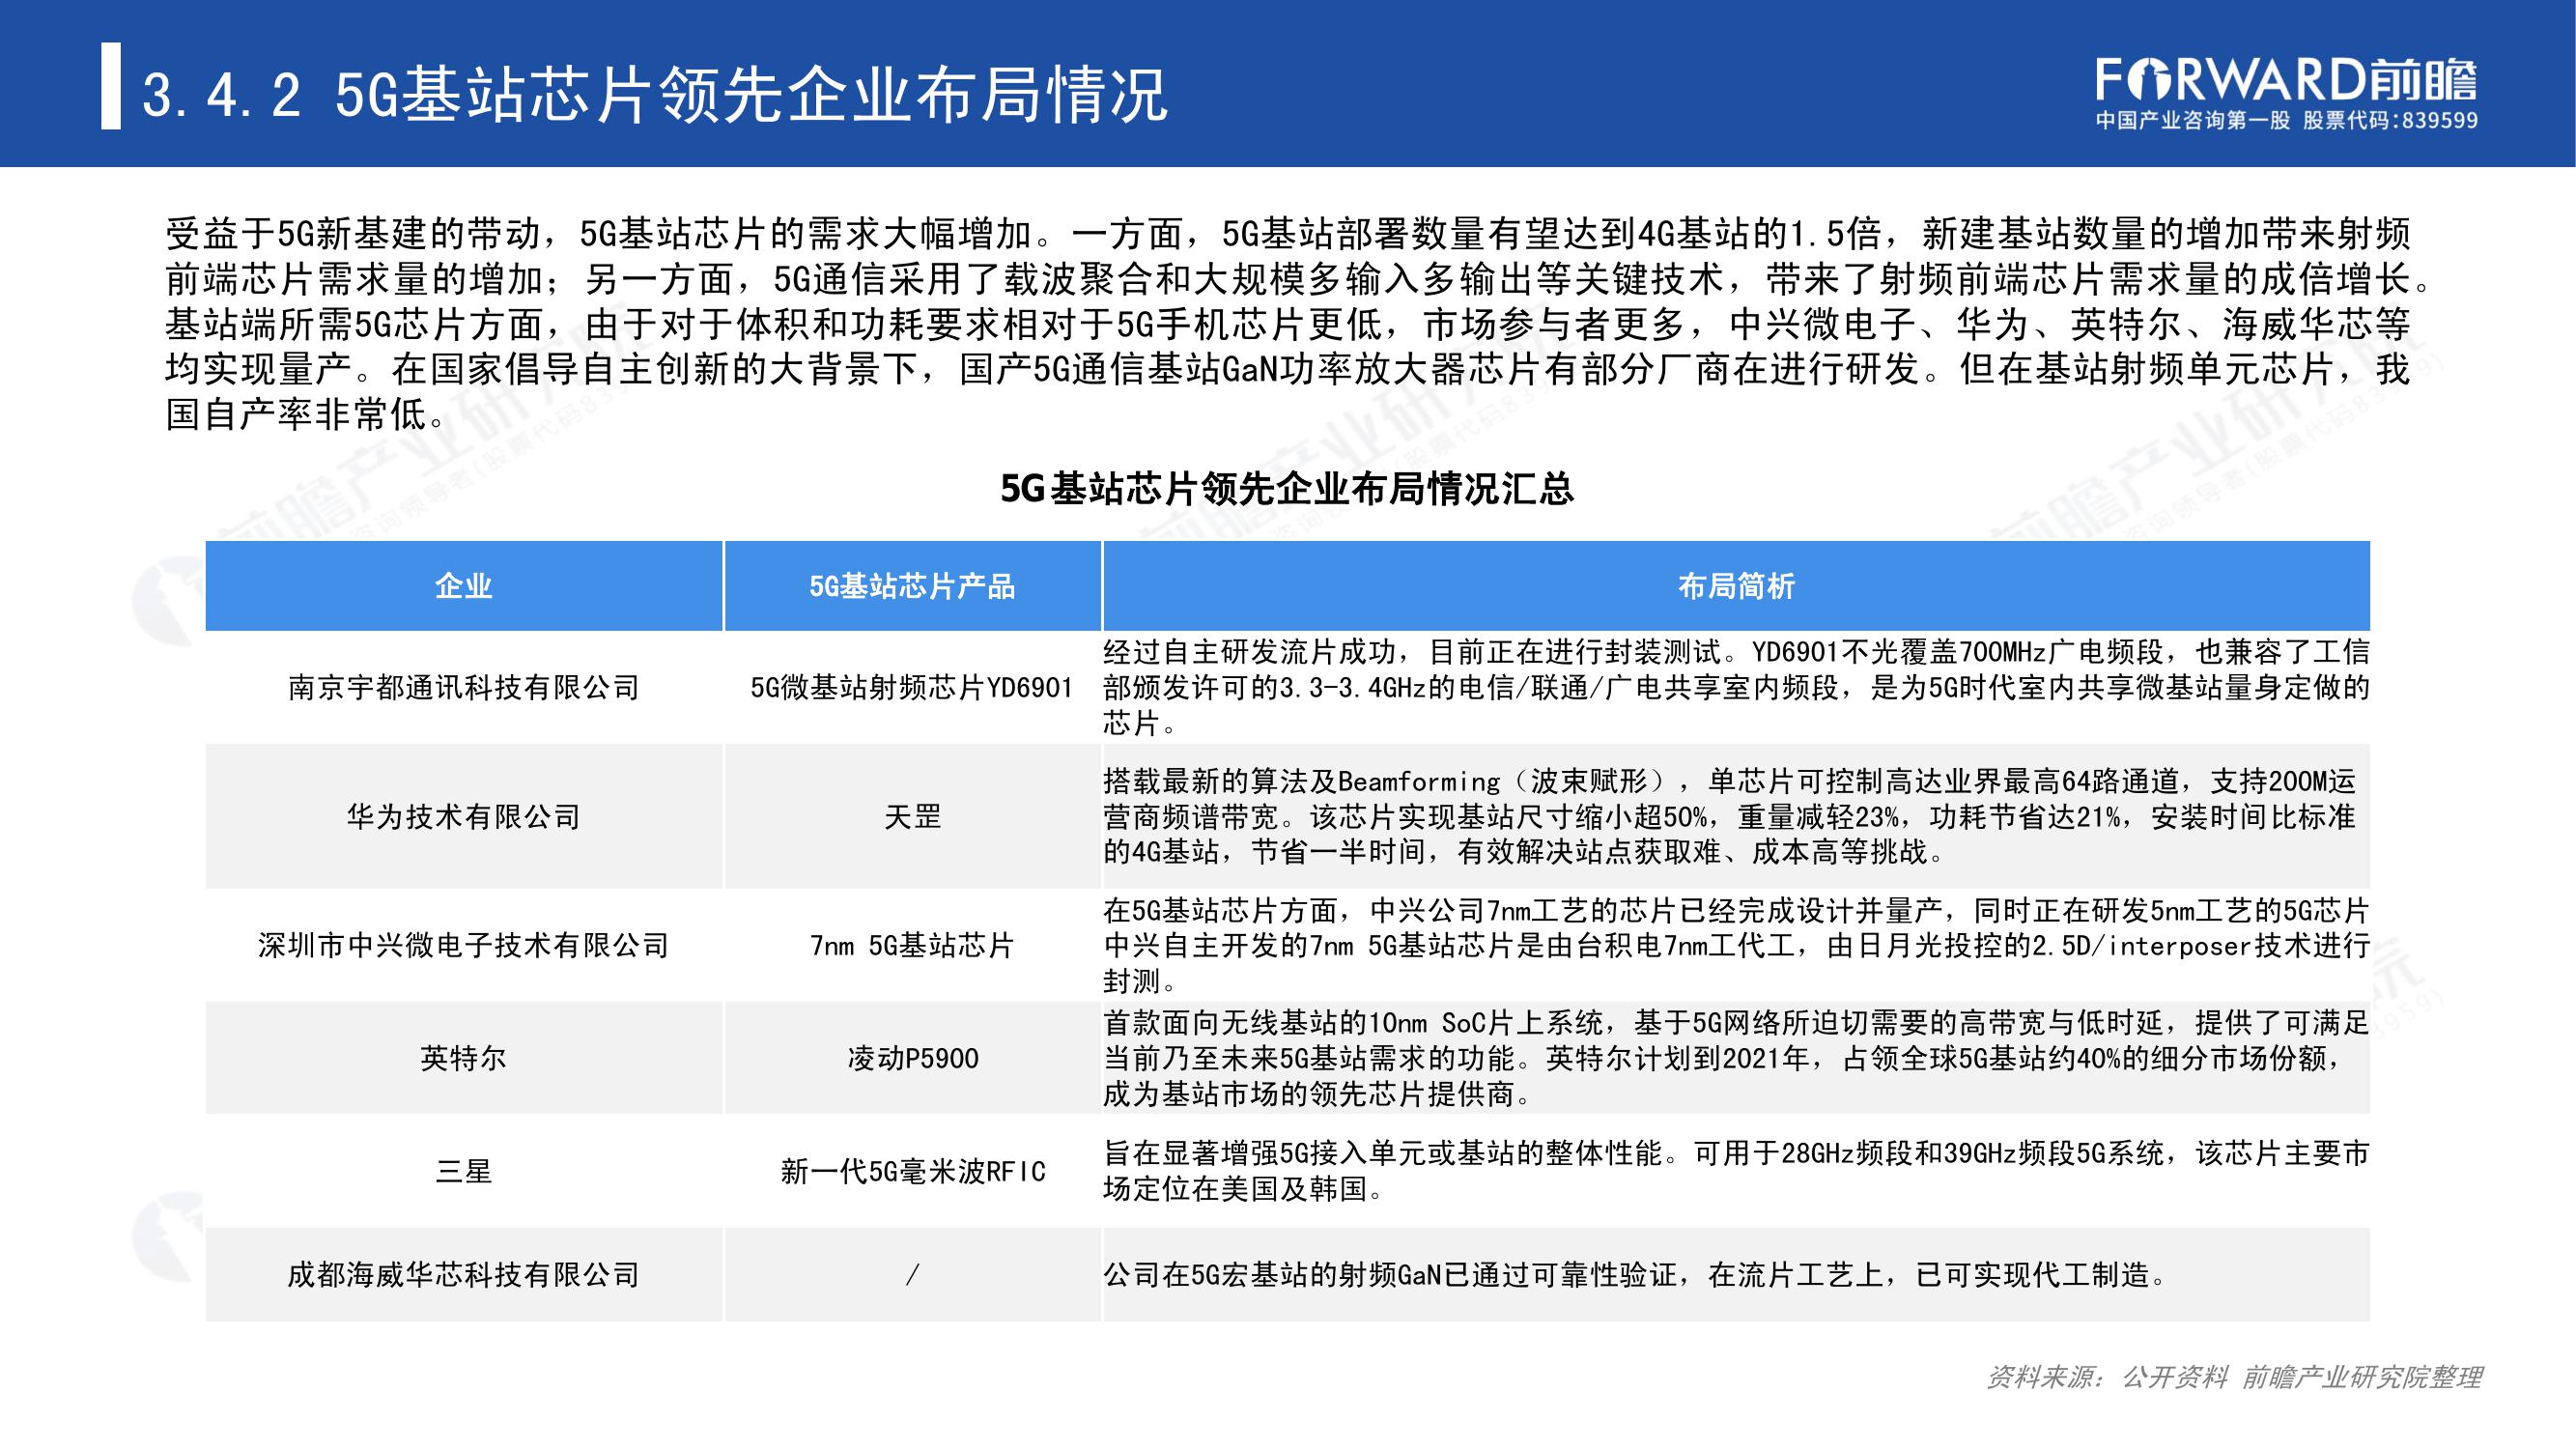 3.4.2 5G基站芯片领先企业布局情况
FORWARD前瞻
中国产业咨询第一股 股票代码:839599
受益于5G新基建的带动，5G基站芯片的需求大幅增加。一方面，5G基站部署数量有望达到4G基站的1.5倍，新建基站数量的增加带来射频
前端芯片需求量的增加；另一方面，5G通信采用了载波聚合和大规模多输入多输出等关键技术，带来了射频前端芯片需求量的成倍增长。
基站端所需5G芯片方面，由于对于体积和功耗要求相对于5G手机芯片更低，市场参与者更多，中兴微电子、华为、英特尔、海威华芯等
均实现量产。在国家倡导自主创新的大背景下，国产5G通信基站GaN功率放大器芯片有部分厂商在进行研发。但在基站射频单元芯片，我
国自产率非常低。
5G基站芯片领先企业布局情况汇总
企业
5G基站芯片产品
布局简析
南京宇都通讯科技有限公司
5G微基站射频芯片YD6901
经过自主研发流片成功，目前正在进行封装测试。YD6901不光覆盖700MHz广电频段，也兼容了工信
部颁发许可的3.3-3.4GHz的电信/联通/广电共享室内频段，是为5G时代室内共享微基站量身定做的
芯片。
华为技术有限公司
天罡
搭载最新的算法及Beamforming（波束赋形），单芯片可控制高达业界最高64路通道，支持200M运
营商频谱带宽。该芯片实现基站尺寸缩小超50%，重量减轻23%，功耗节省达21%，安装时间比标准
的4G基站，节省一半时间，有效解决站点获取难、成本高等挑战。
深圳市中兴微电子技术有限公司
7nm 5G基站芯片
在5G基站芯片方面，中兴公司7nm工艺的芯片已经完成设计并量产，同时正在研发5nm工艺的5G芯片
中兴自主开发的7nm 5G基站芯片是由台积电7nm工代工，由日月光投控的2.5D/interposer技术进行
封测。
英特尔
凌动P5900
首款面向无线基站的10nm SoC片上系统，基于5G网络所迫切需要的高带宽与低时延，提供了可满足
当前乃至未来5G基站需求的功能。英特尔计划到2021年，占领全球5G基站约40%的细分市场份额，
成为基站市场的领先芯片提供商。
三星
新一代5G毫米波RFIC
旨在显著增强5G接入单元或基站的整体性能。可用于28GHz频段和39GHz频段5G系统，该芯片主要市
场定位在美国及韩国。
成都海威华芯科技有限公司
/
公司在5G宏基站的射频GaN已通过可靠性验证，在流片工艺上，已可实现代工制造。
资料来源：公开资料 前瞻产业研究院整理